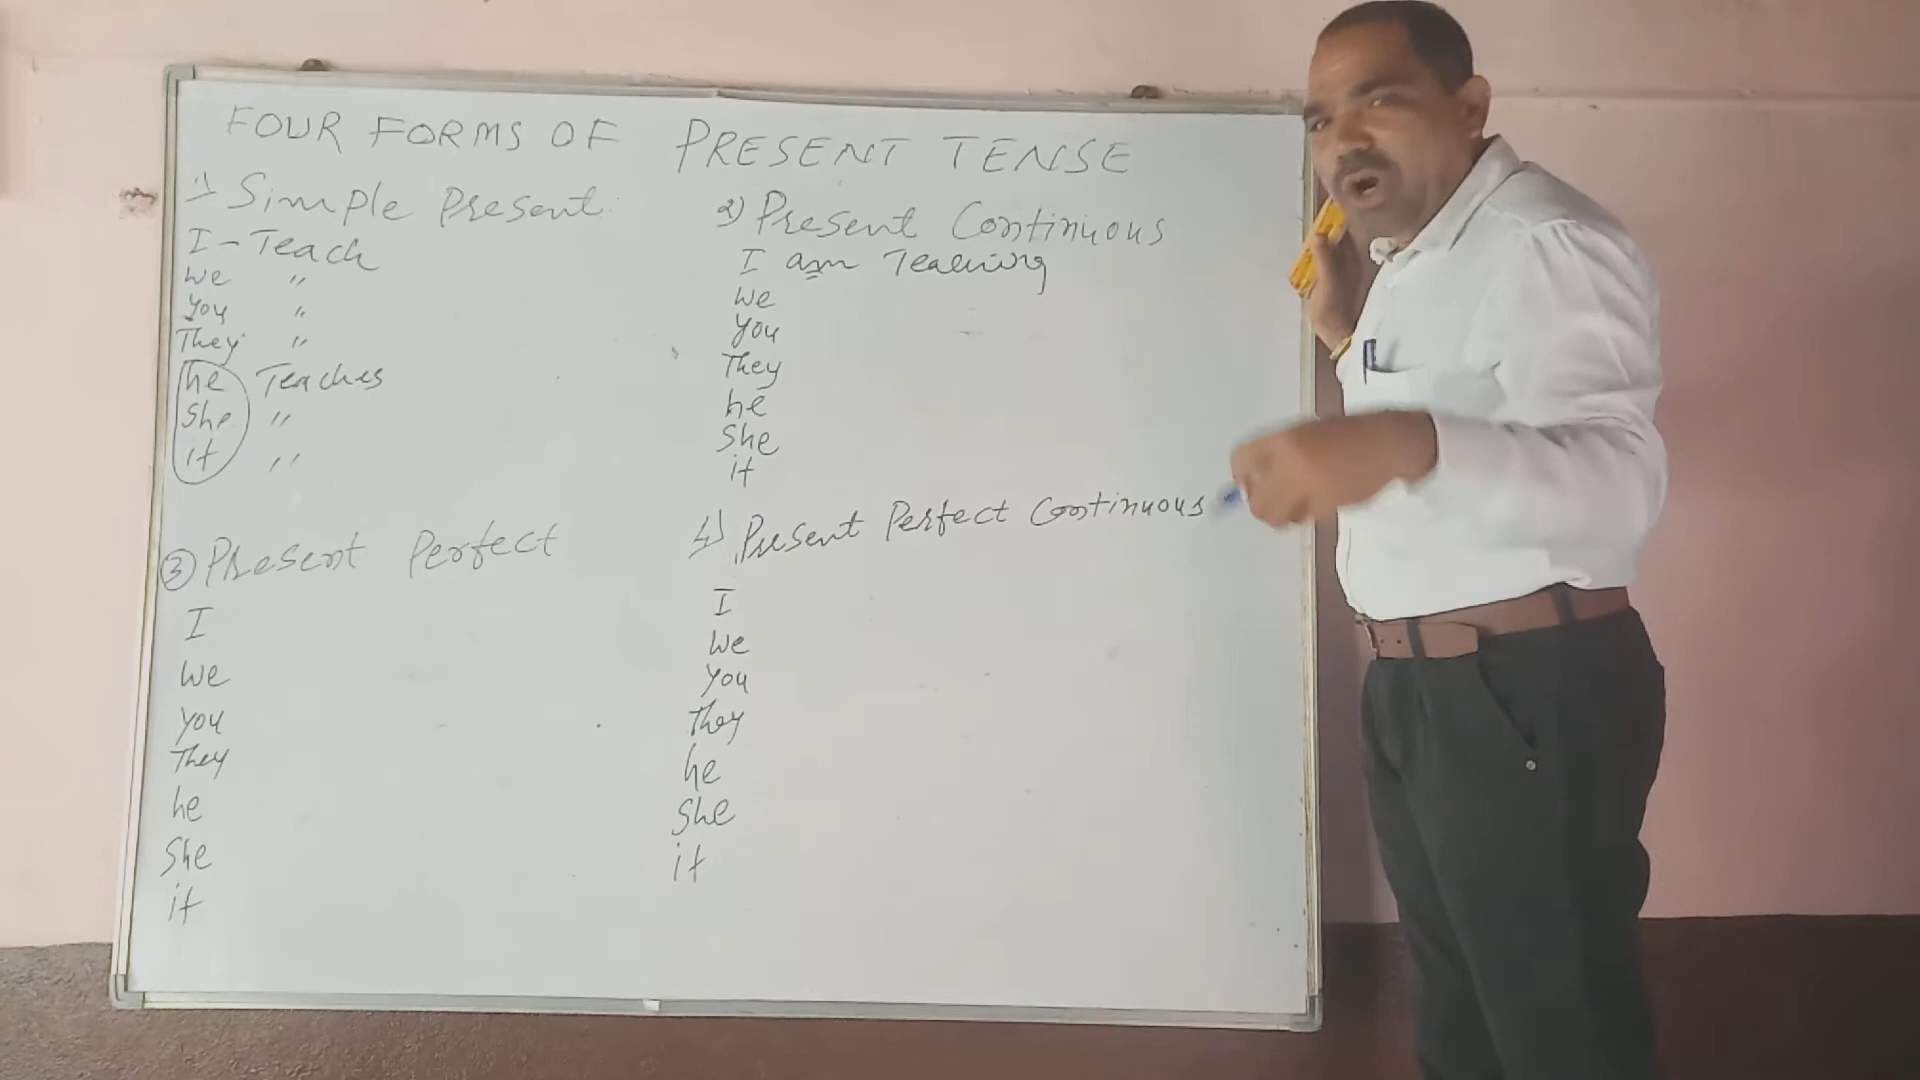 FOUR FORMS OF PRESENT TENSE
1) Simple Present
I - Teach
We "
You "
They "
he Teaches
She "
it "
2) Present Continuous
I am Teaching
We
You
They
he
She
it
③ Present Perfect
I
We
You
They
he
She
it
4) Present Perfect Continuous
I
We
You
They
he
She
it